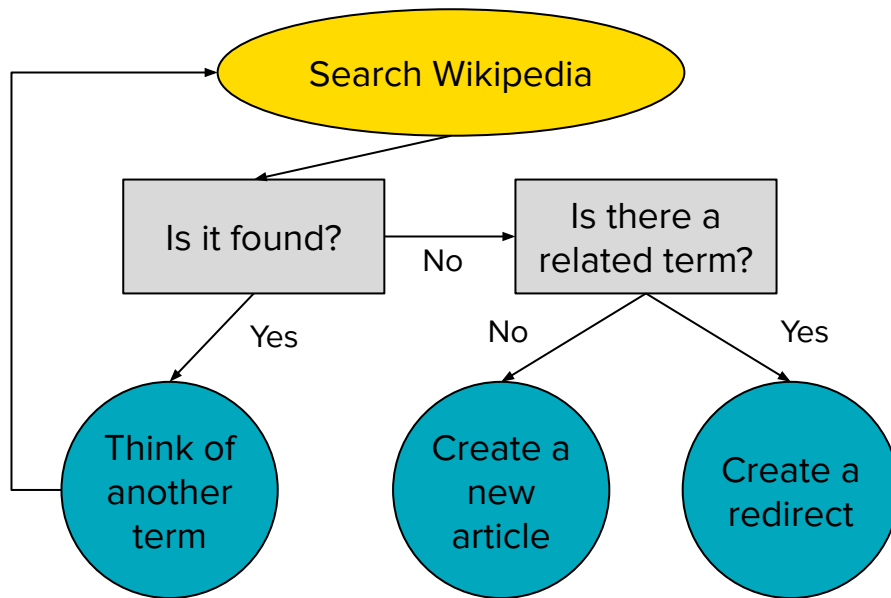 Search Wikipedia
Is it found?
No
Is there a
related term?
Yes
No
Yes
Think of
another
term
Create a
new
article
Create a
redirect